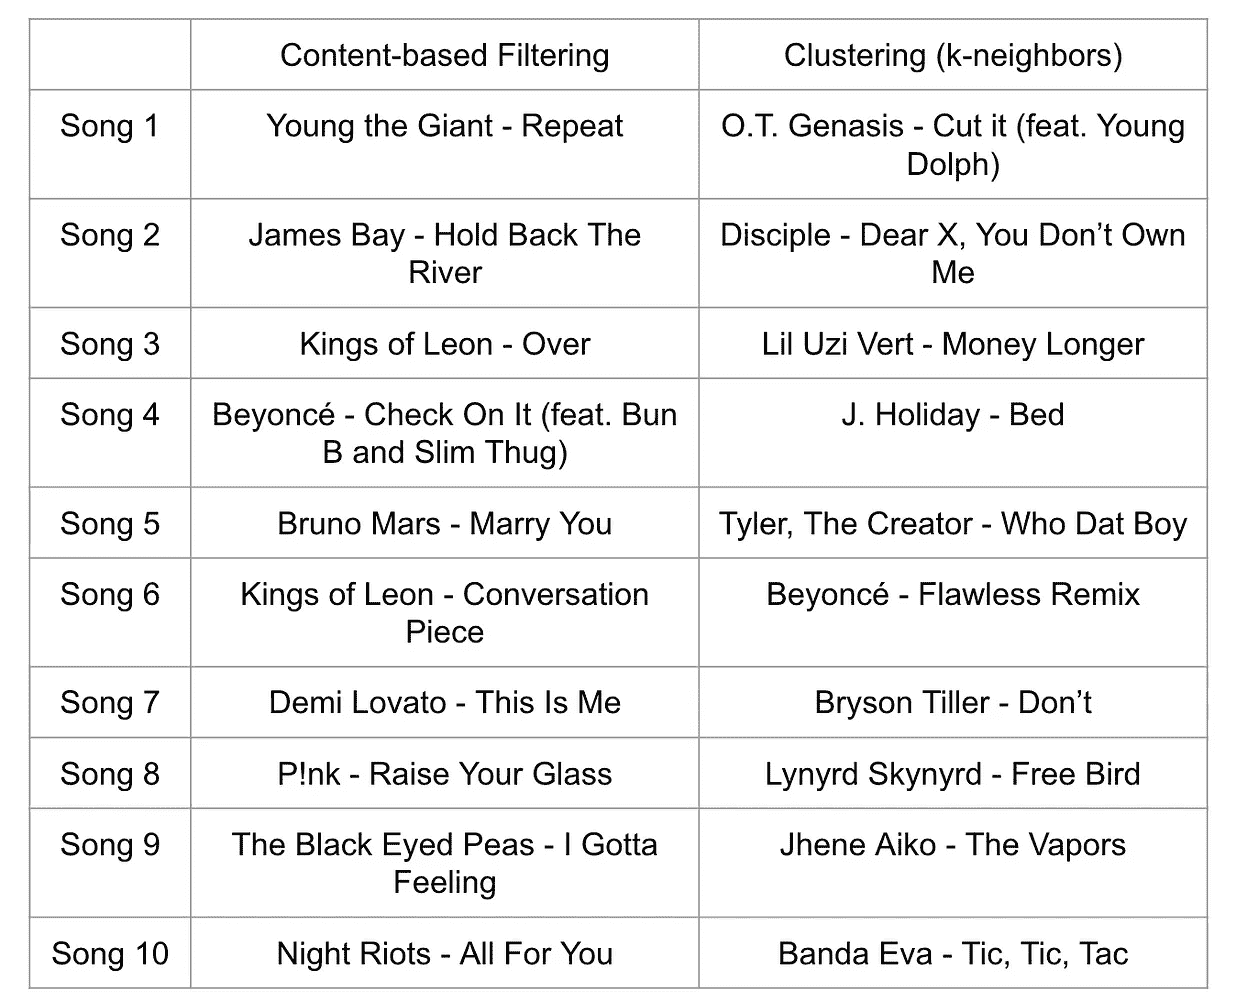 Content-based Filtering
Clustering (k-neighbors)
Song 1
Young the Giant - Repeat
O.T. Genasis - Cut it (feat. Young
Dolph)
Song 2
James Bay - Hold Back The
River
Disciple - Dear X, You Don’t Own
Me
Song 3
Kings of Leon - Over
Lil Uzi Vert - Money Longer
Song 4
Beyoncé - Check On It (feat. Bun
B and Slim Thug)
J. Holiday - Bed
Song 5
Bruno Mars - Marry You
Tyler, The Creator - Who Dat Boy
Song 6
Kings of Leon - Conversation
Piece
Beyoncé - Flawless Remix
Song 7
Demi Lovato - This Is Me
Bryson Tiller - Don’t
Song 8
P!nk - Raise Your Glass
Lynyrd Skynyrd - Free Bird
Song 9
The Black Eyed Peas - I Gotta
Feeling
Jhene Aiko - The Vapors
Song 10
Night Riots - All For You
Banda Eva - Tic, Tic, Tac